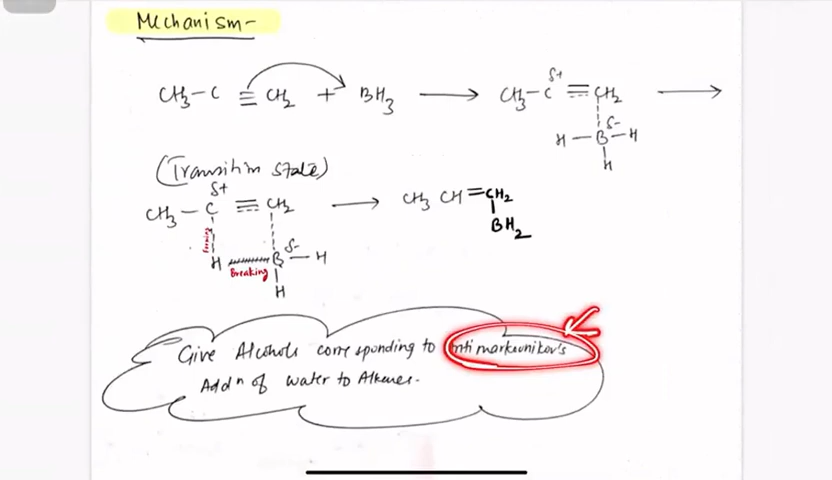 Mechanism-
CH3-C ≡ CH2 + BH3 → CH3-C ≡ CH2 →
δ+
δ-
H-B-H
H
(Transition state)
δ+
CH3-C ≡ CH2 → CH3 CH=CH2
BH2
forming
δ-
H B-H
Breaking
H
Give Alcohols corresponding to Anti markovnikov's
Addn of water to Alkenes.